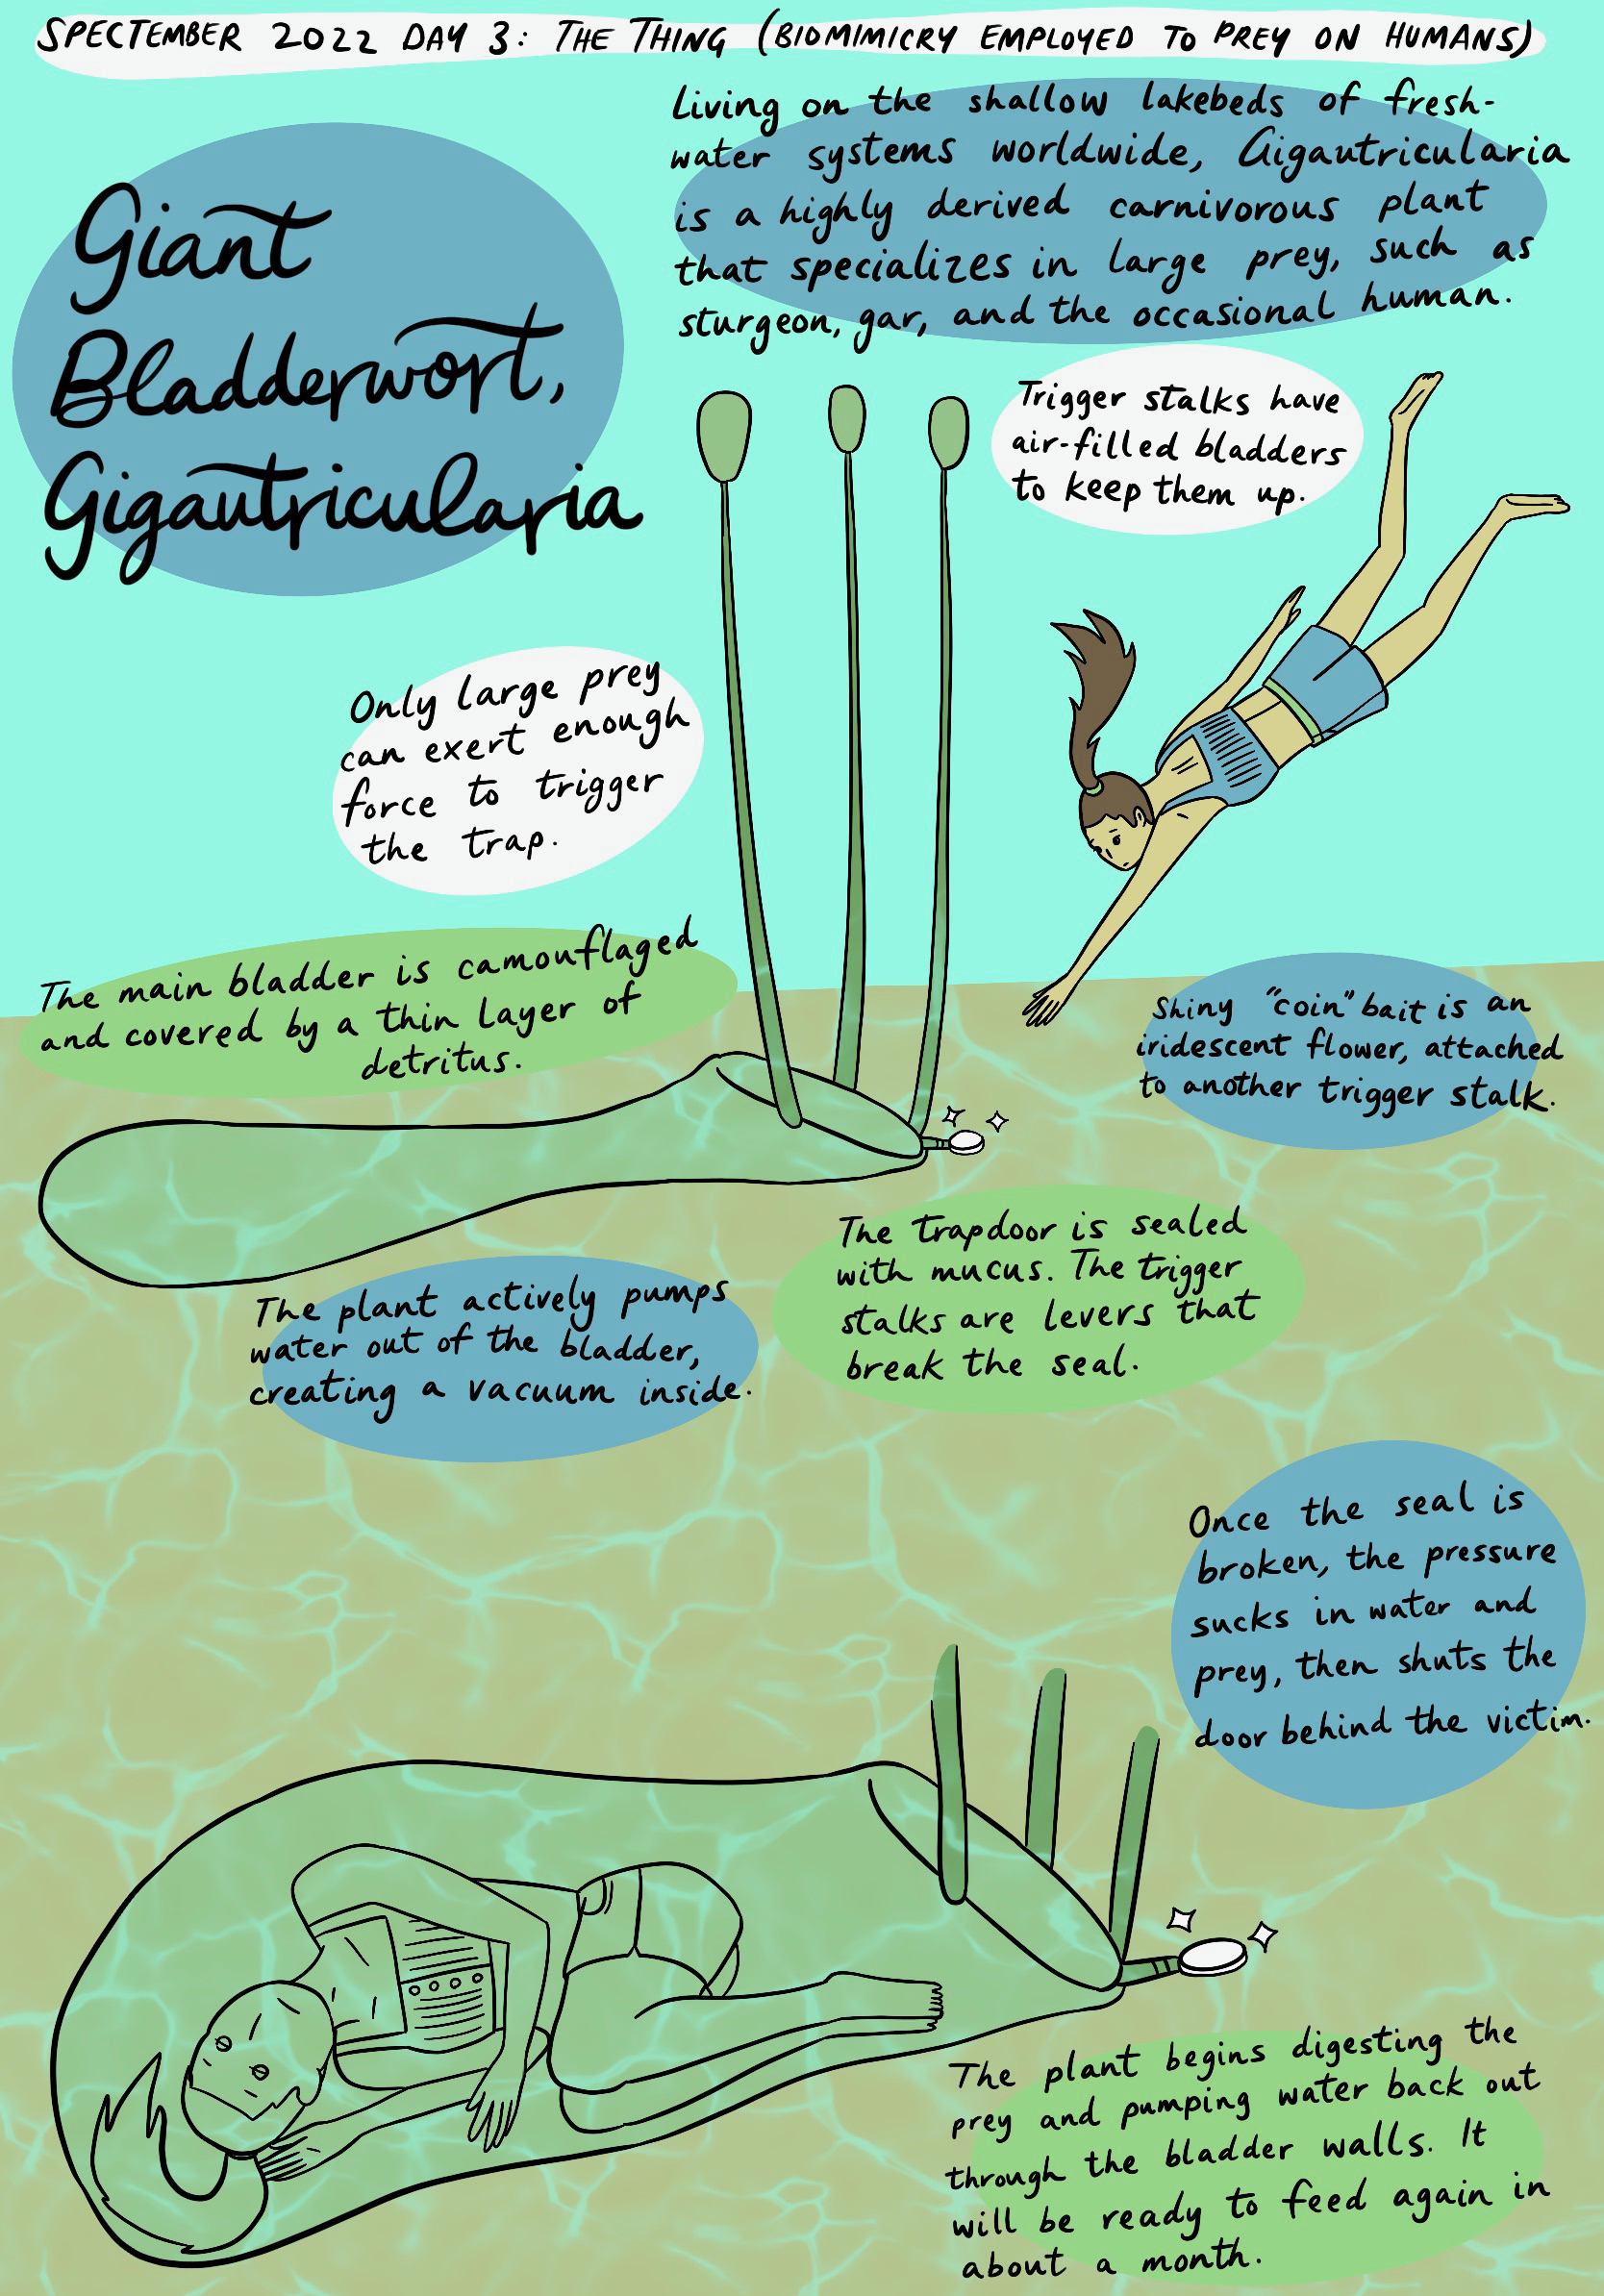 SPECTEMBER 2022 DAY 3: THE THING (BIOMIMICRY EMPLOYED TO PREY ON HUMANS)
Giant
Bladderwort,
Gigautricularia
Living on the shallow lakebeds of fresh-
water systems worldwide, Gigautricularia
is a highly derived carnivorous plant
that specializes in large prey, such as
sturgeon, gar, and the occasional human.
Trigger stalks have
air-filled bladders
to keep them up.
Only large prey
can exert enough
force to trigger
the trap.
The main bladder is camouflaged
and covered by a thin layer of
detritus.
Shiny "coin" bait is an
iridescent flower, attached
to another trigger stalk.
The trapdoor is sealed
with mucus. The trigger
stalks are levers that
break the seal.
The plant actively pumps
water out of the bladder,
creating a vacuum inside.
Once the seal is
broken, the pressure
sucks in water and
prey, then shuts the
door behind the victim.
The plant begins digesting the
prey and pumping water back out
through the bladder walls. It
will be ready to feed again in
about a month.